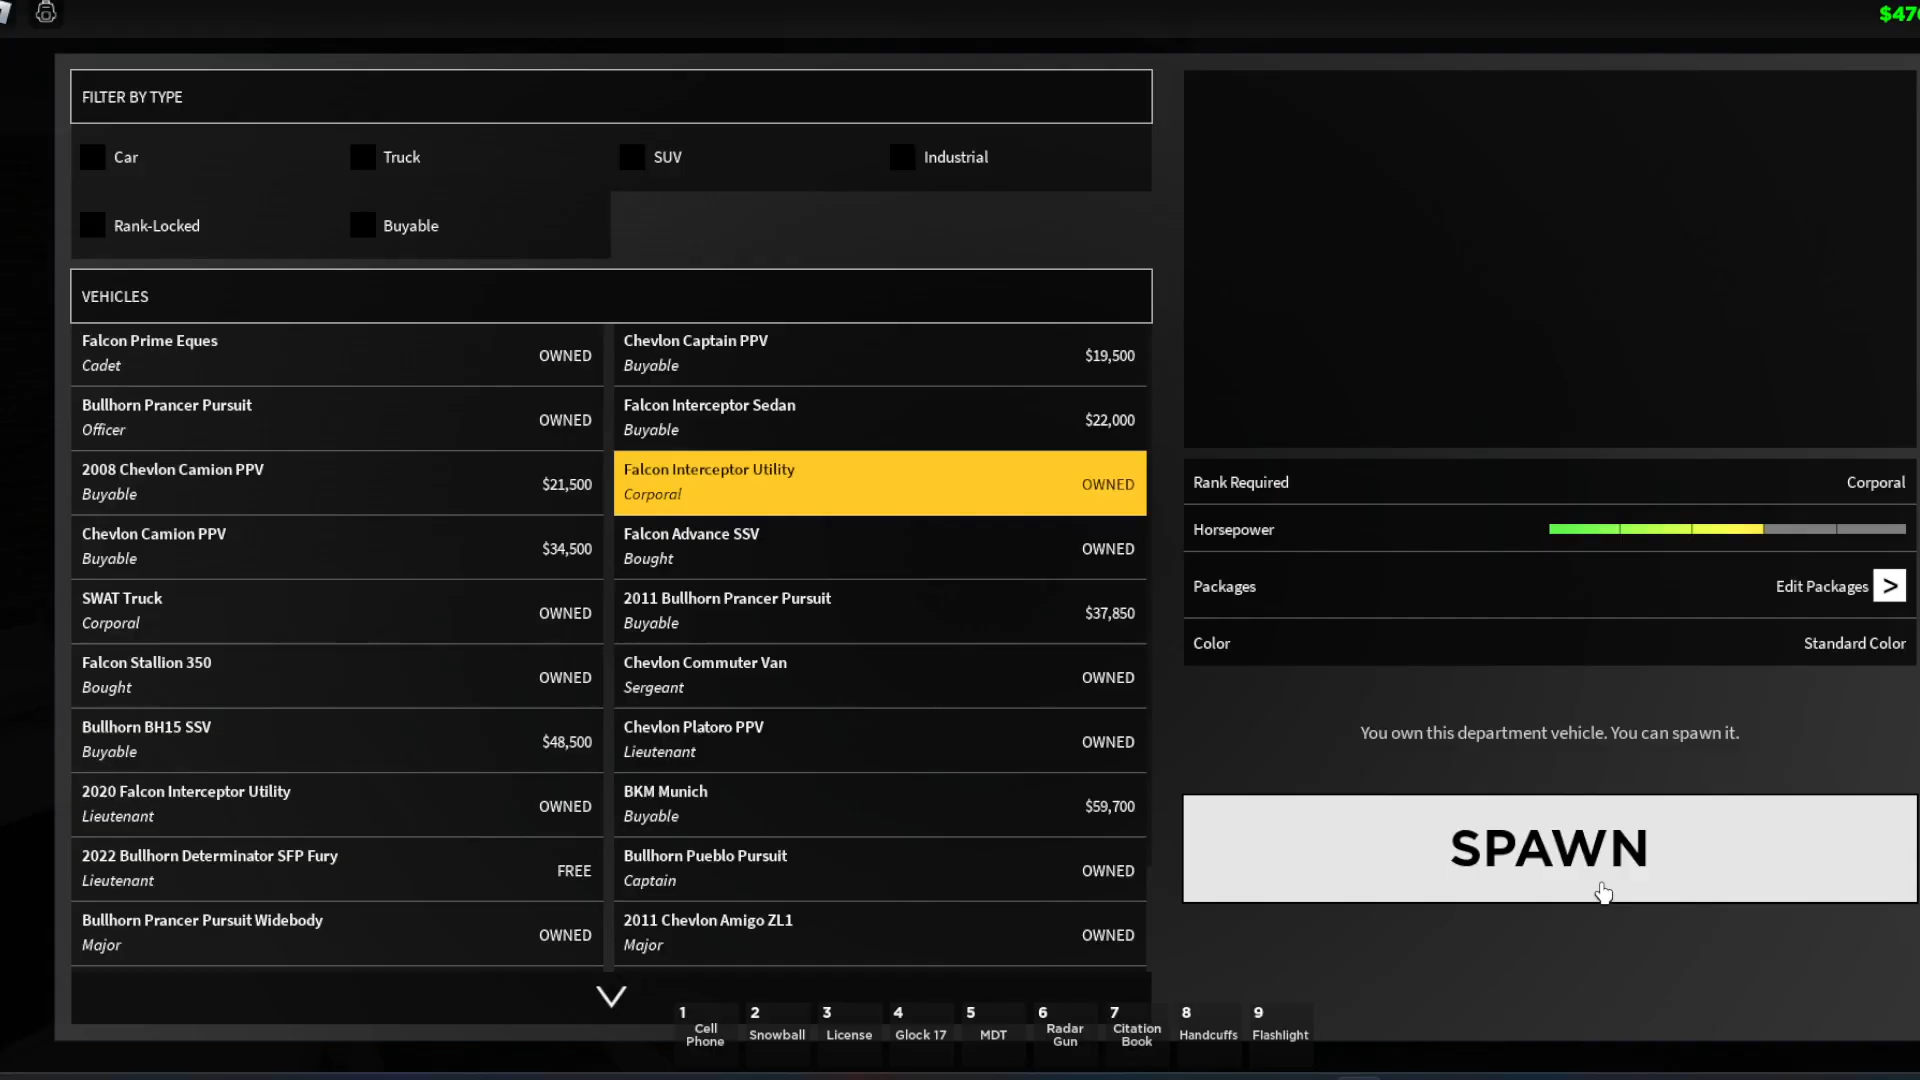 $470
FILTER BY TYPE
Car Truck SUV Industrial
Rank-Locked Buyable
VEHICLES
Falcon Prime Eques
Cadet
OWNED
Chevlon Captain PPV
Buyable
$19,500
Bullhorn Prancer Pursuit
Officer
OWNED
Falcon Interceptor Sedan
Buyable
$22,000
2008 Chevlon Camion PPV
Buyable
$21,500
Falcon Interceptor Utility
Corporal
OWNED
Chevlon Camion PPV
Buyable
$34,500
Falcon Advance SSV
Bought
OWNED
SWAT Truck
Corporal
OWNED
2011 Bullhorn Prancer Pursuit
Buyable
$37,850
Falcon Stallion 350
Bought
OWNED
Chevlon Commuter Van
Sergeant
OWNED
Bullhorn BH15 SSV
Buyable
$48,500
Chevlon Platoro PPV
Lieutenant
OWNED
2020 Falcon Interceptor Utility
Lieutenant
OWNED
BKM Munich
Buyable
$59,700
2022 Bullhorn Determinator SFP Fury
Lieutenant
FREE
Bullhorn Pueblo Pursuit
Captain
OWNED
Bullhorn Prancer Pursuit Widebody
Major
OWNED
2011 Chevlon Amigo ZL1
Major
OWNED
Rank Required Corporal
Horsepower
Packages Edit Packages >
Color Standard Color
You own this department vehicle. You can spawn it.
SPAWN
1 Cell Phone
2 Snowball
3 License
4 Glock 17
5 MDT
6 Radar Gun
7 Citation Book
8 Handcuffs
9 Flashlight